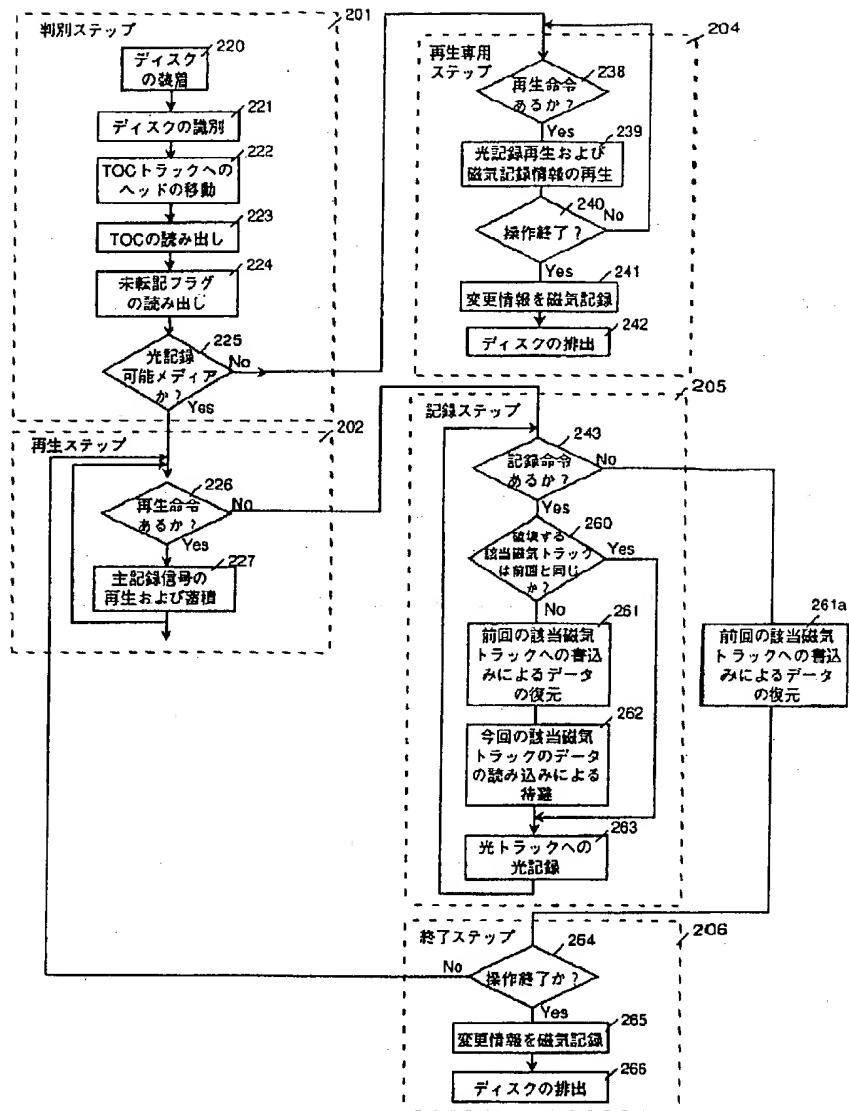 判別ステップ
201
220
ディスク
の装着
221
ディスクの識別
222
TOCトラックへの
ヘッドの移動
223
TOCの読み出し
224
未転記フラグ
の読み出し
225
光記録
可能メディア
か?
No
Yes
再生ステップ
202
226
再生命令
あるか?
No
Yes
227
主記録信号の
再生および蓄積
204
再生専用
ステップ
238
再生命令
あるか?
Yes
239
光記録再生および
磁気記録情報の再生
240
操作終了?
No
Yes
241
変更情報を磁気記録
242
ディスクの排出
205
記録ステップ
243
記録命令
あるか?
No
Yes
260
破壊する
該当磁気トラック
は前回と同じ
か?
Yes
No
261
前回の該当磁気
トラックへの書込
みによるデータ
の復元
262
今回の該当磁気
トラックのデータ
の読み込みによる
待避
263
光トラックへの
光記録
261a
前回の該当磁気
トラックへの書込
みによるデータ
の復元
206
終了ステップ
264
操作終了か?
No
Yes
265
変更情報を磁気記録
266
ディスクの排出